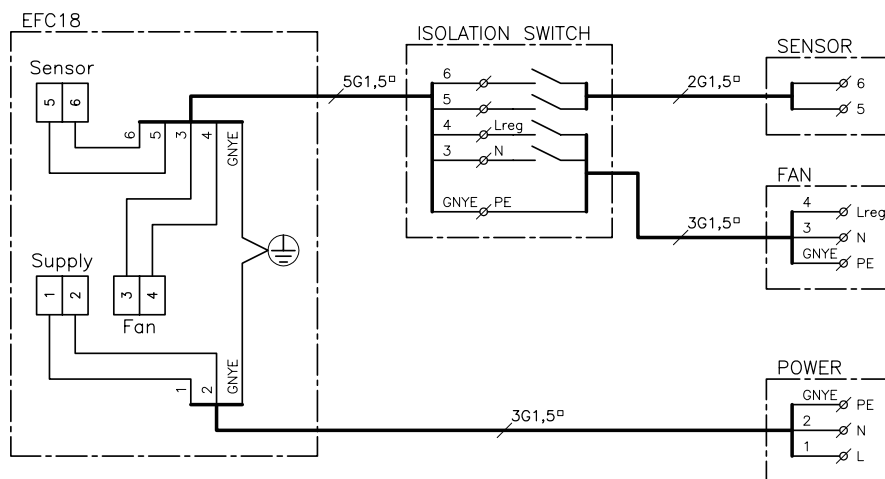 EFC18
Sensor
5 6
6 5 3 4 GNYE
Supply
1 2
3 4
Fan
1 2 GNYE
5G1,5▫
ISOLATION SWITCH
6
5
4 Lreg
3 N
GNYE PE
2G1,5▫
SENSOR
6
5
3G1,5▫
FAN
4 Lreg
3 N
GNYE PE
3G1,5▫
POWER
GNYE PE
2 N
1 L